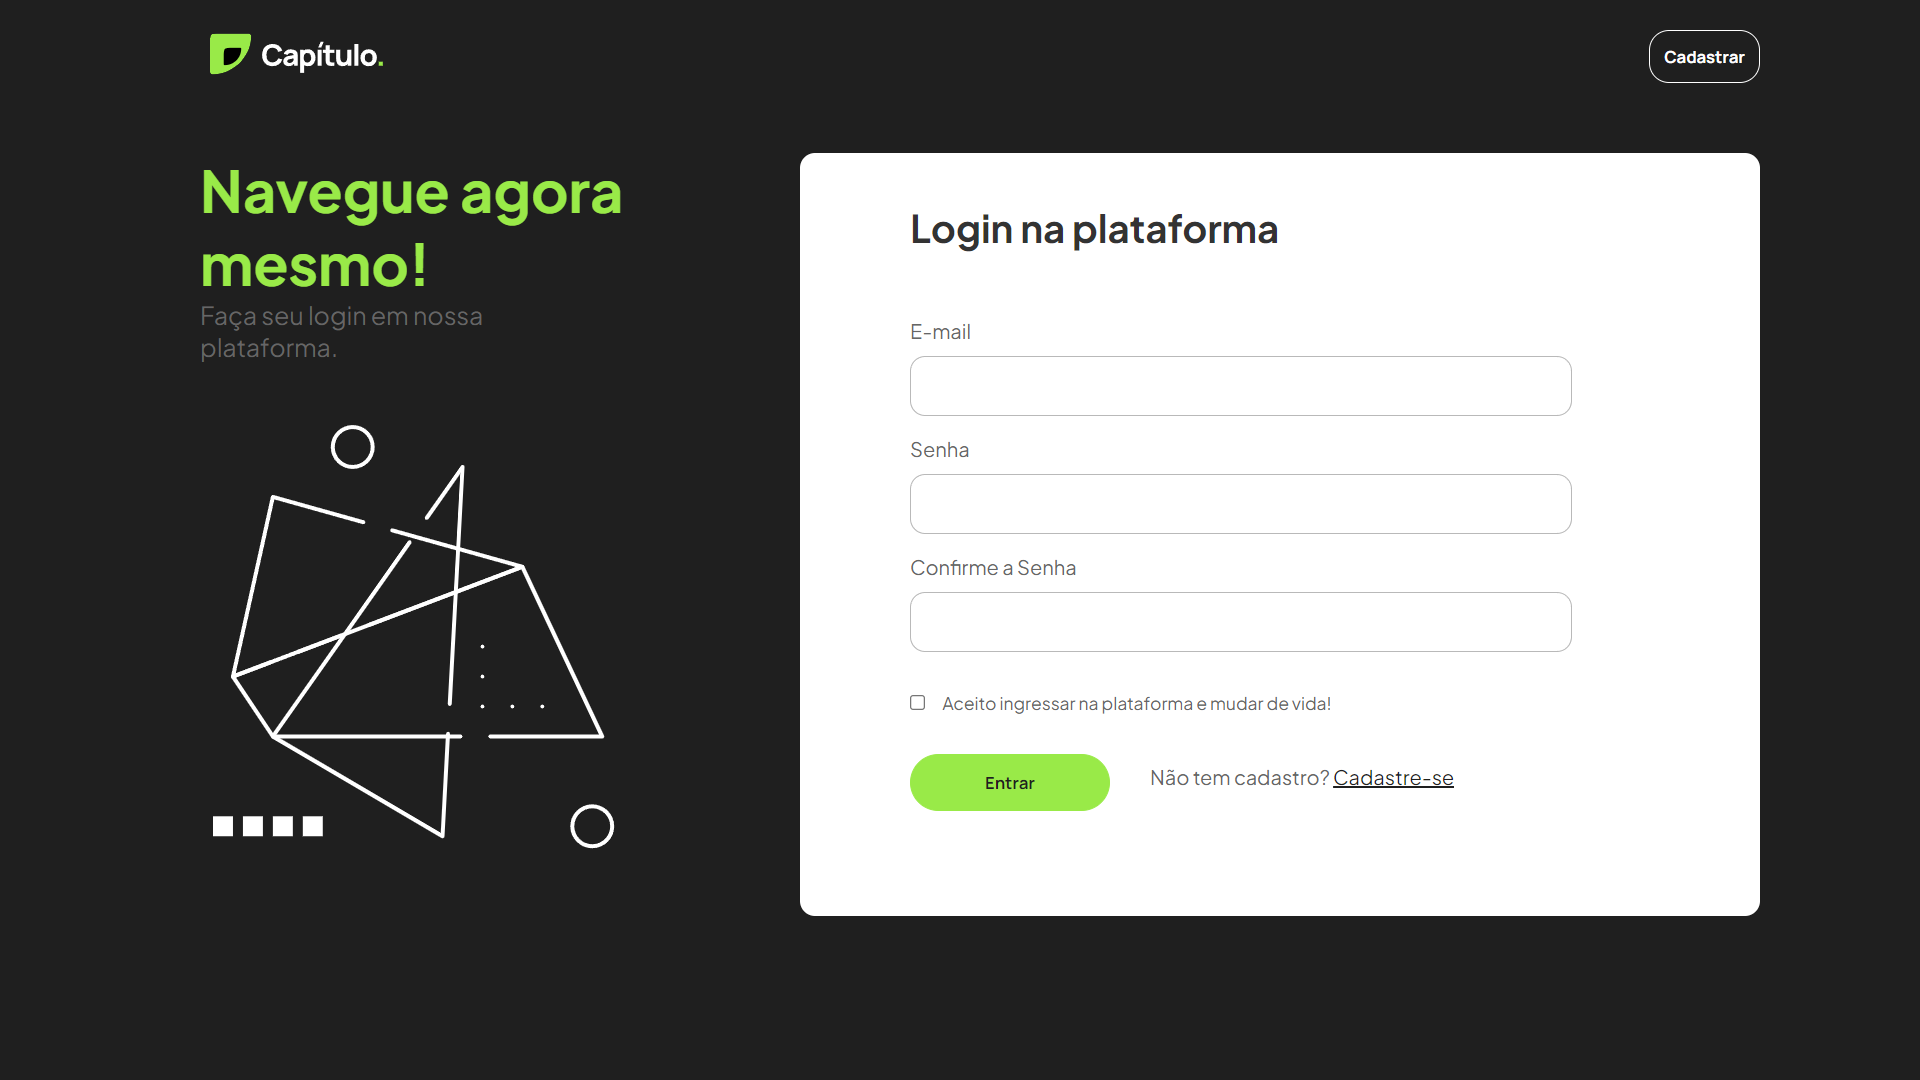 Capítulo.
Cadastrar
Navegue agora
mesmo!
Faça seu login em nossa
plataforma.
Login na plataforma
E-mail
Senha
Confirme a Senha
Aceito ingressar na plataforma e mudar de vida!
Entrar
Não tem cadastro? Cadastre-se